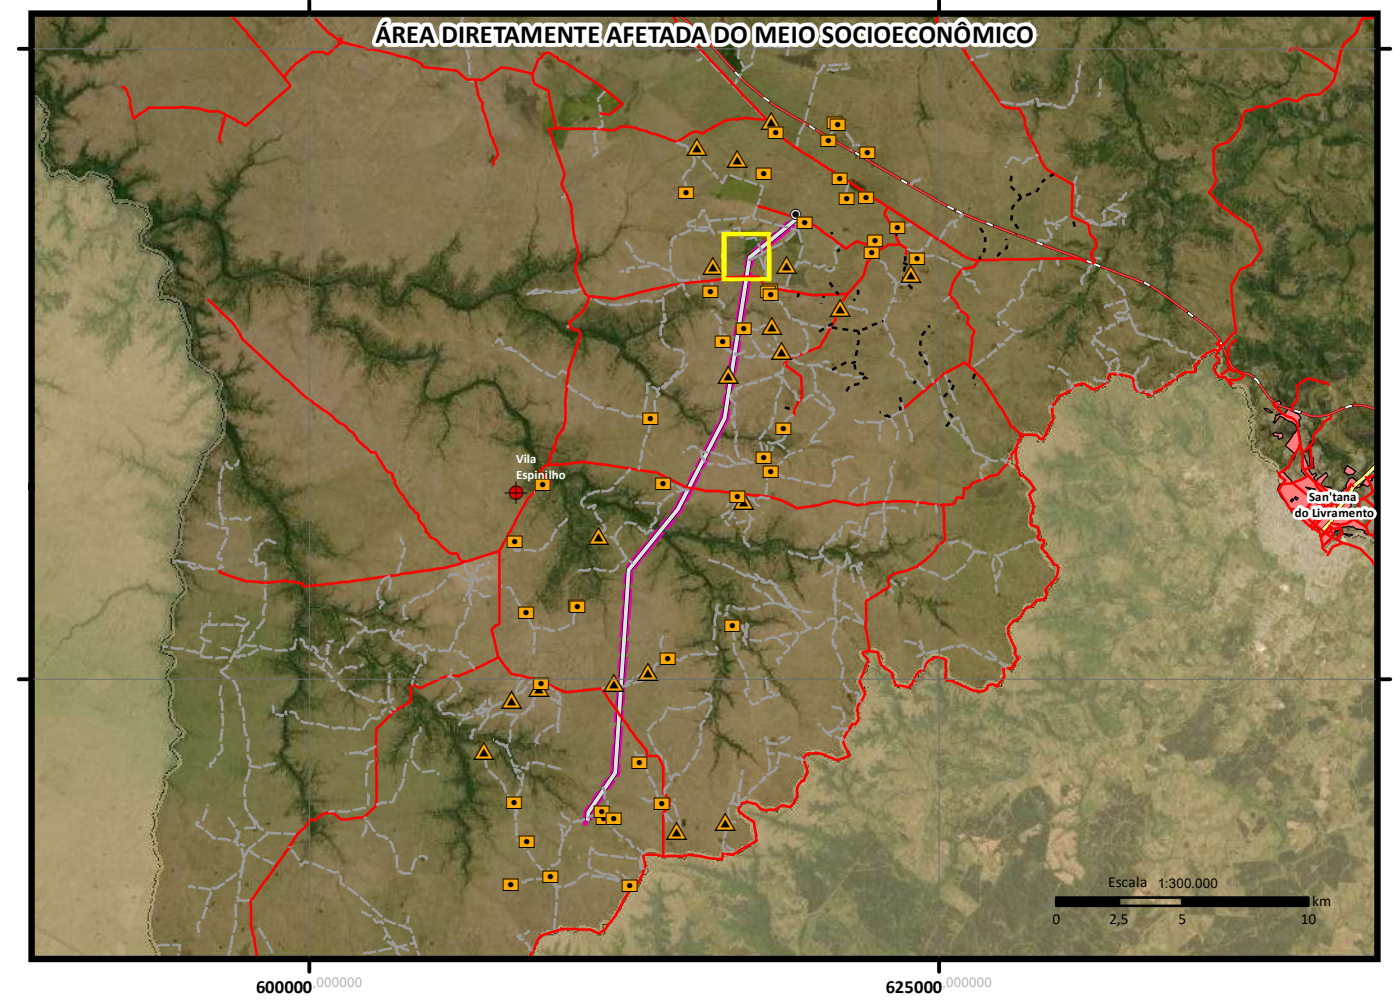 ÁREA DIRETAMENTE AFETADA DO MEIO SOCIOECONÔMICO
Vila
Espinilho
San'tana
do Livramento
Escala 1:300.000
km
0 2,5 5 10
600000,000000 625000,000000